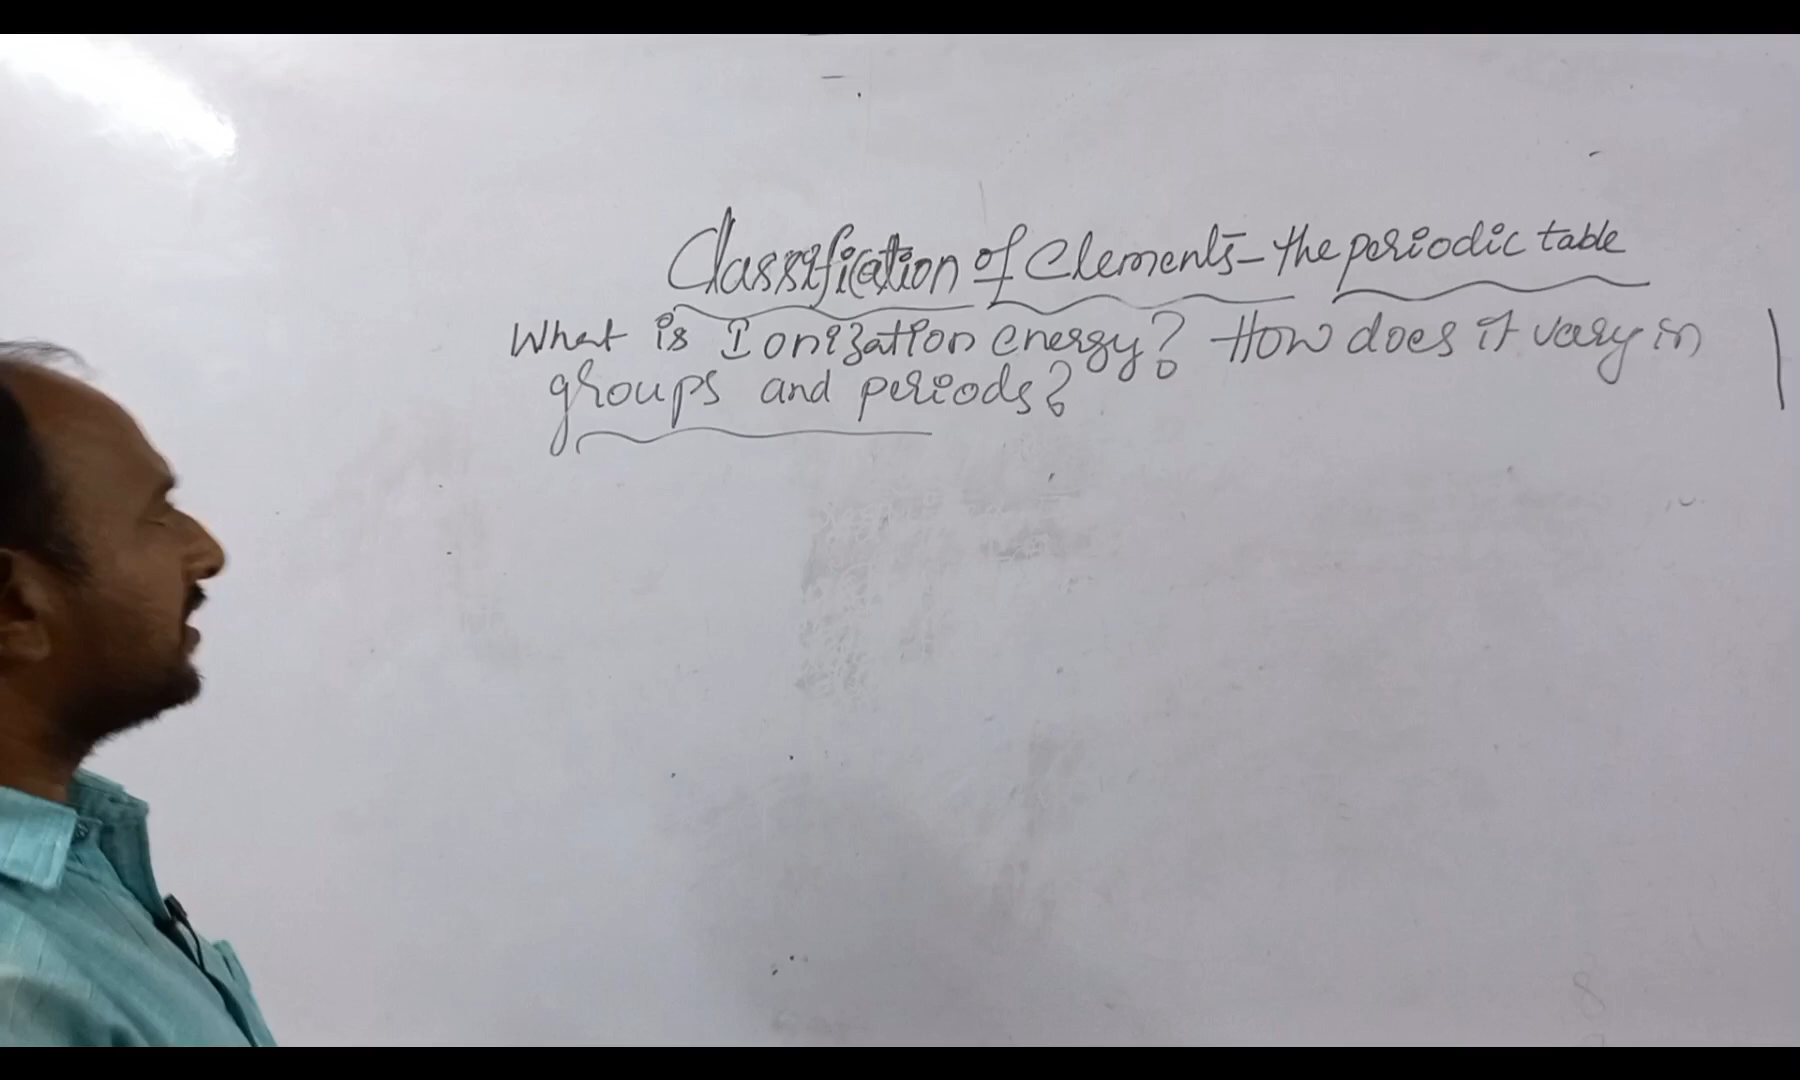 Classification of Elements - the periodic table
What is Ionization energy? How does it vary in
groups and periods?